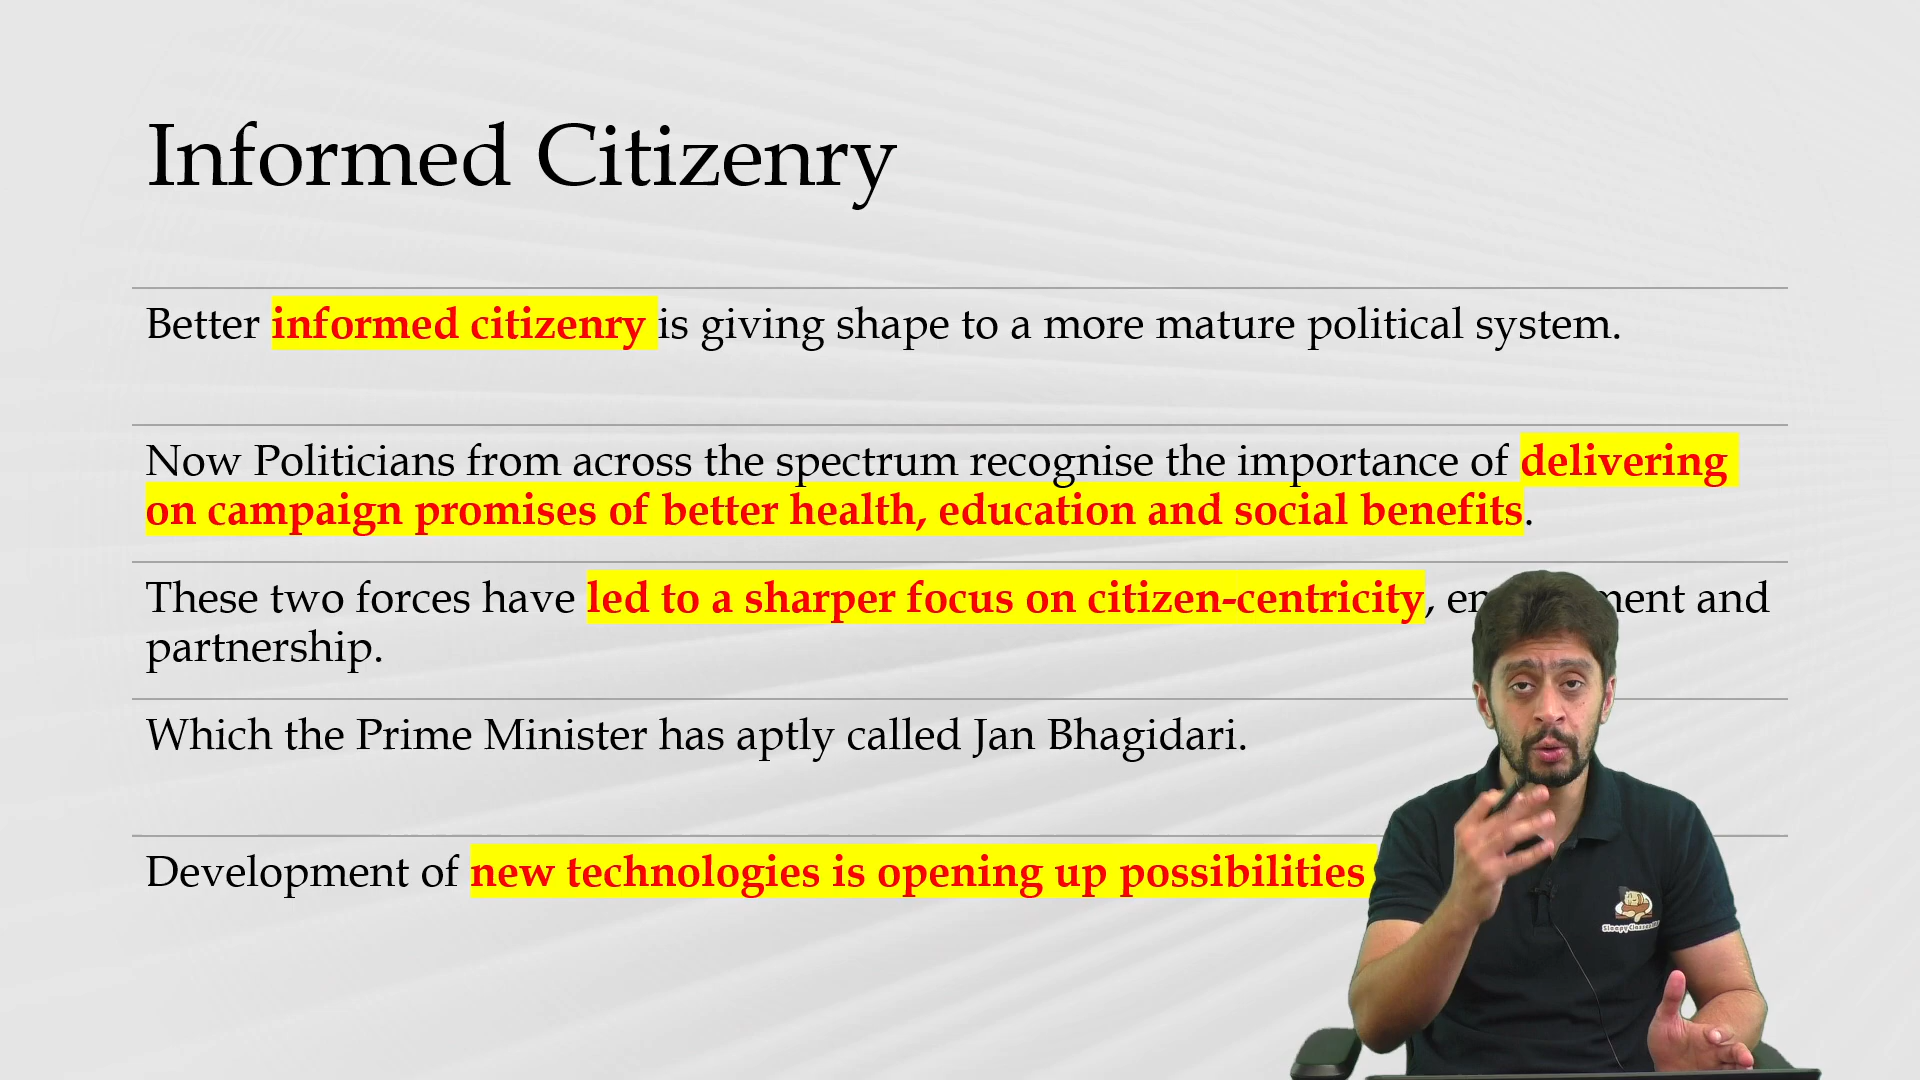 Informed Citizenry
Better informed citizenry is giving shape to a more mature political system.
Now Politicians from across the spectrum recognise the importance of delivering
on campaign promises of better health, education and social benefits.
These two forces have led to a sharper focus on citizen-centricity, and
partnership.
Which the Prime Minister has aptly called Jan Bhagidari.
Development of new technologies is opening up possibilities